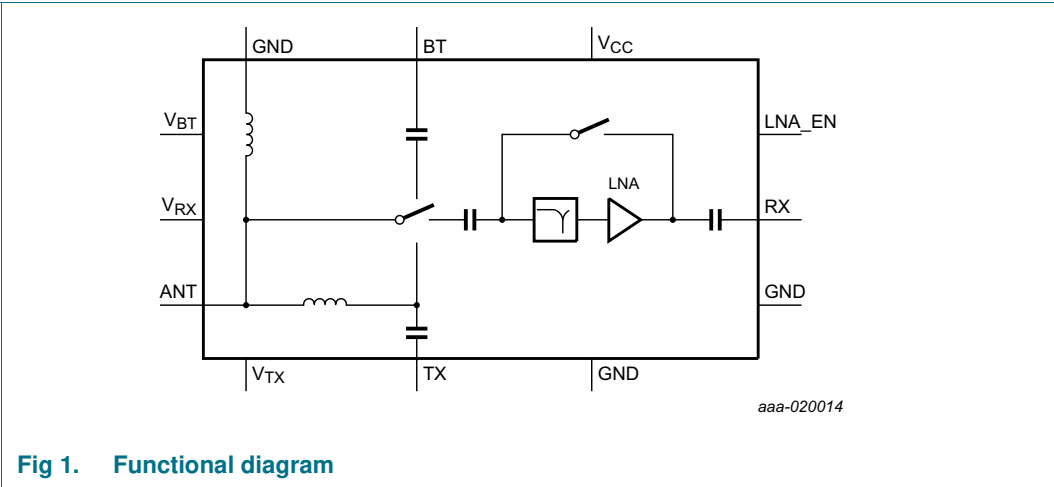 GND
BT
VCC
VBT
LNA_EN
LNA
VRX
RX
ANT
GND
VTX
TX
GND
aaa-020014
Fig 1. Functional diagram